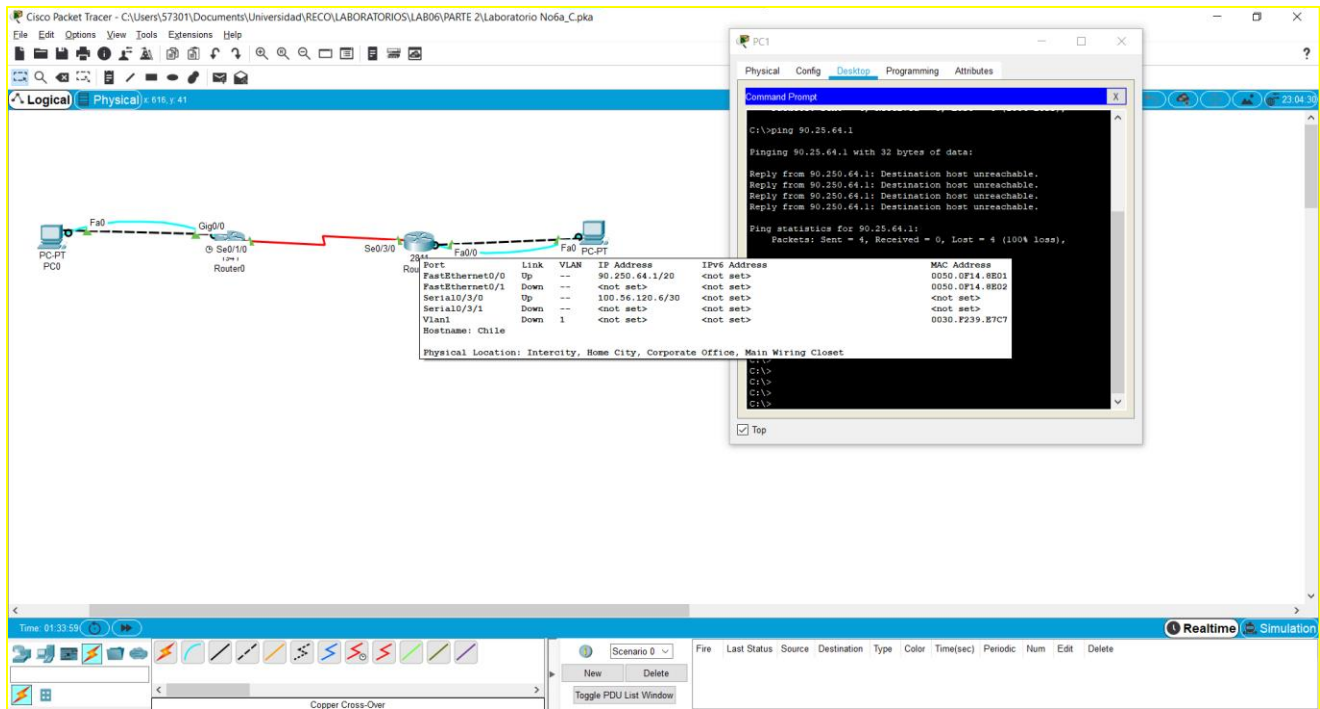 Cisco Packet Tracer - C:\Users\57301\Documents\Universidad\RECO\LABORATORIOS\LAB06\PARTE 2\Laboratorio No6a_C.pka
File Edit Options View Tools Extensions Help
Logical Physical x: 616, y: 41
23:04:30
PC1
Physical Config Desktop Programming Attributes
Command Prompt X
C:\>ping 90.25.64.1
Pinging 90.25.64.1 with 32 bytes of data:
Reply from 90.250.64.1: Destination host unreachable.
Reply from 90.250.64.1: Destination host unreachable.
Reply from 90.250.64.1: Destination host unreachable.
Reply from 90.250.64.1: Destination host unreachable.
Ping statistics for 90.25.64.1:
Packets: Sent = 4, Received = 0, Lost = 4 (100% loss),
C:\>
C:\>
C:\>
C:\>
Top
Fa0
Gig0/0
PC-PT
PC0
Se0/1/0
Router0
Se0/3/0
Fa0/0
Fa0
PC-PT
Port Link VLAN IP Address IPv6 Address MAC Address
FastEthernet0/0 Up -- 90.250.64.1/20 <not set> 0050.0F14.8E01
FastEthernet0/1 Down -- <not set> <not set> 0050.0F14.8E02
Serial0/3/0 Up -- 100.56.120.6/30 <not set> <not set>
Serial0/3/1 Down -- <not set> <not set> <not set>
Vlan1 Down 1 <not set> <not set> 0030.F239.E7C7
Hostname: Chile
Physical Location: Intercity, Home City, Corporate Office, Main Wiring Closet
Time: 01:33:59
Realtime Simulation
Scenario 0
New Delete
Toggle PDU List Window
Fire Last Status Source Destination Type Color Time(sec) Periodic Num Edit Delete
Copper Cross-Over